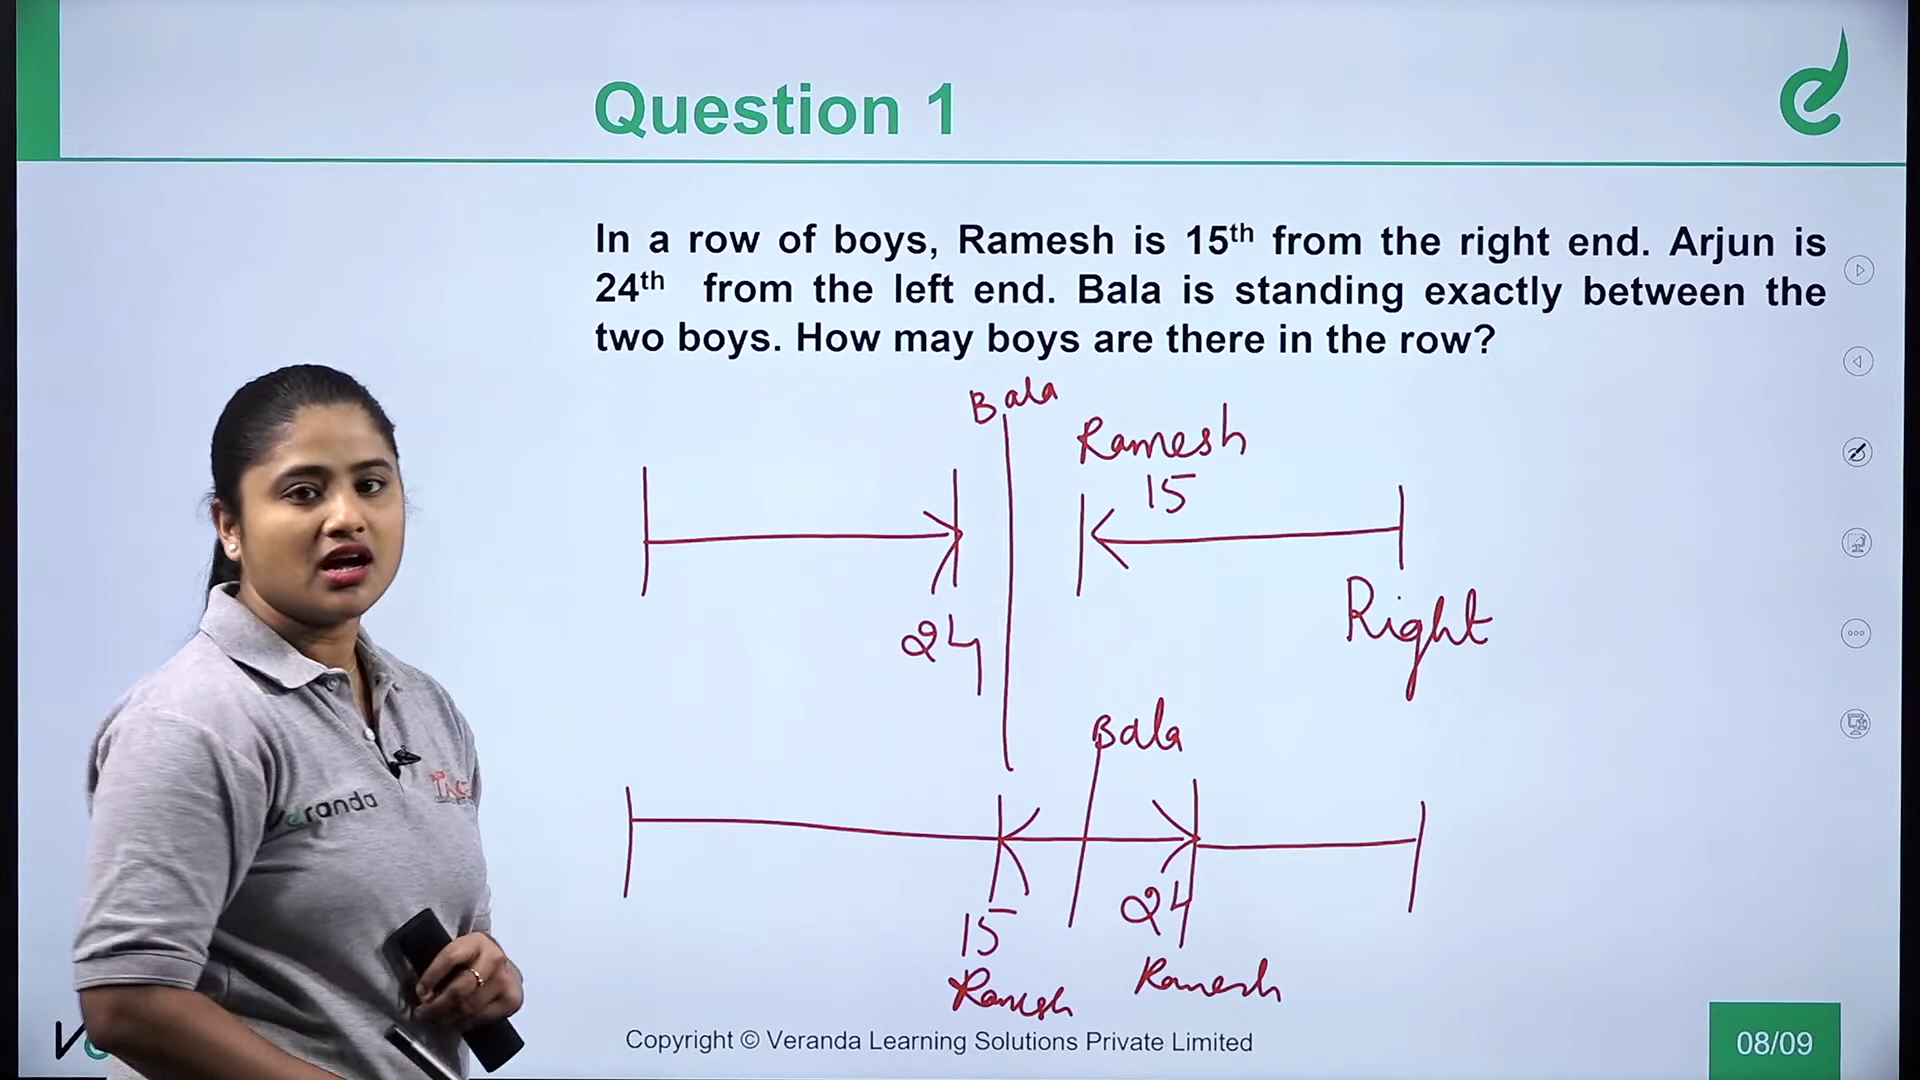 Question 1
In a row of boys, Ramesh is 15th from the right end. Arjun is
24th from the left end. Bala is standing exactly between the
two boys. How may boys are there in the row?
Bala
Ramesh
15
24
Right
Bala
15
24
Ramesh
Ramesh
veranda
Copyright © Veranda Learning Solutions Private Limited
08/09